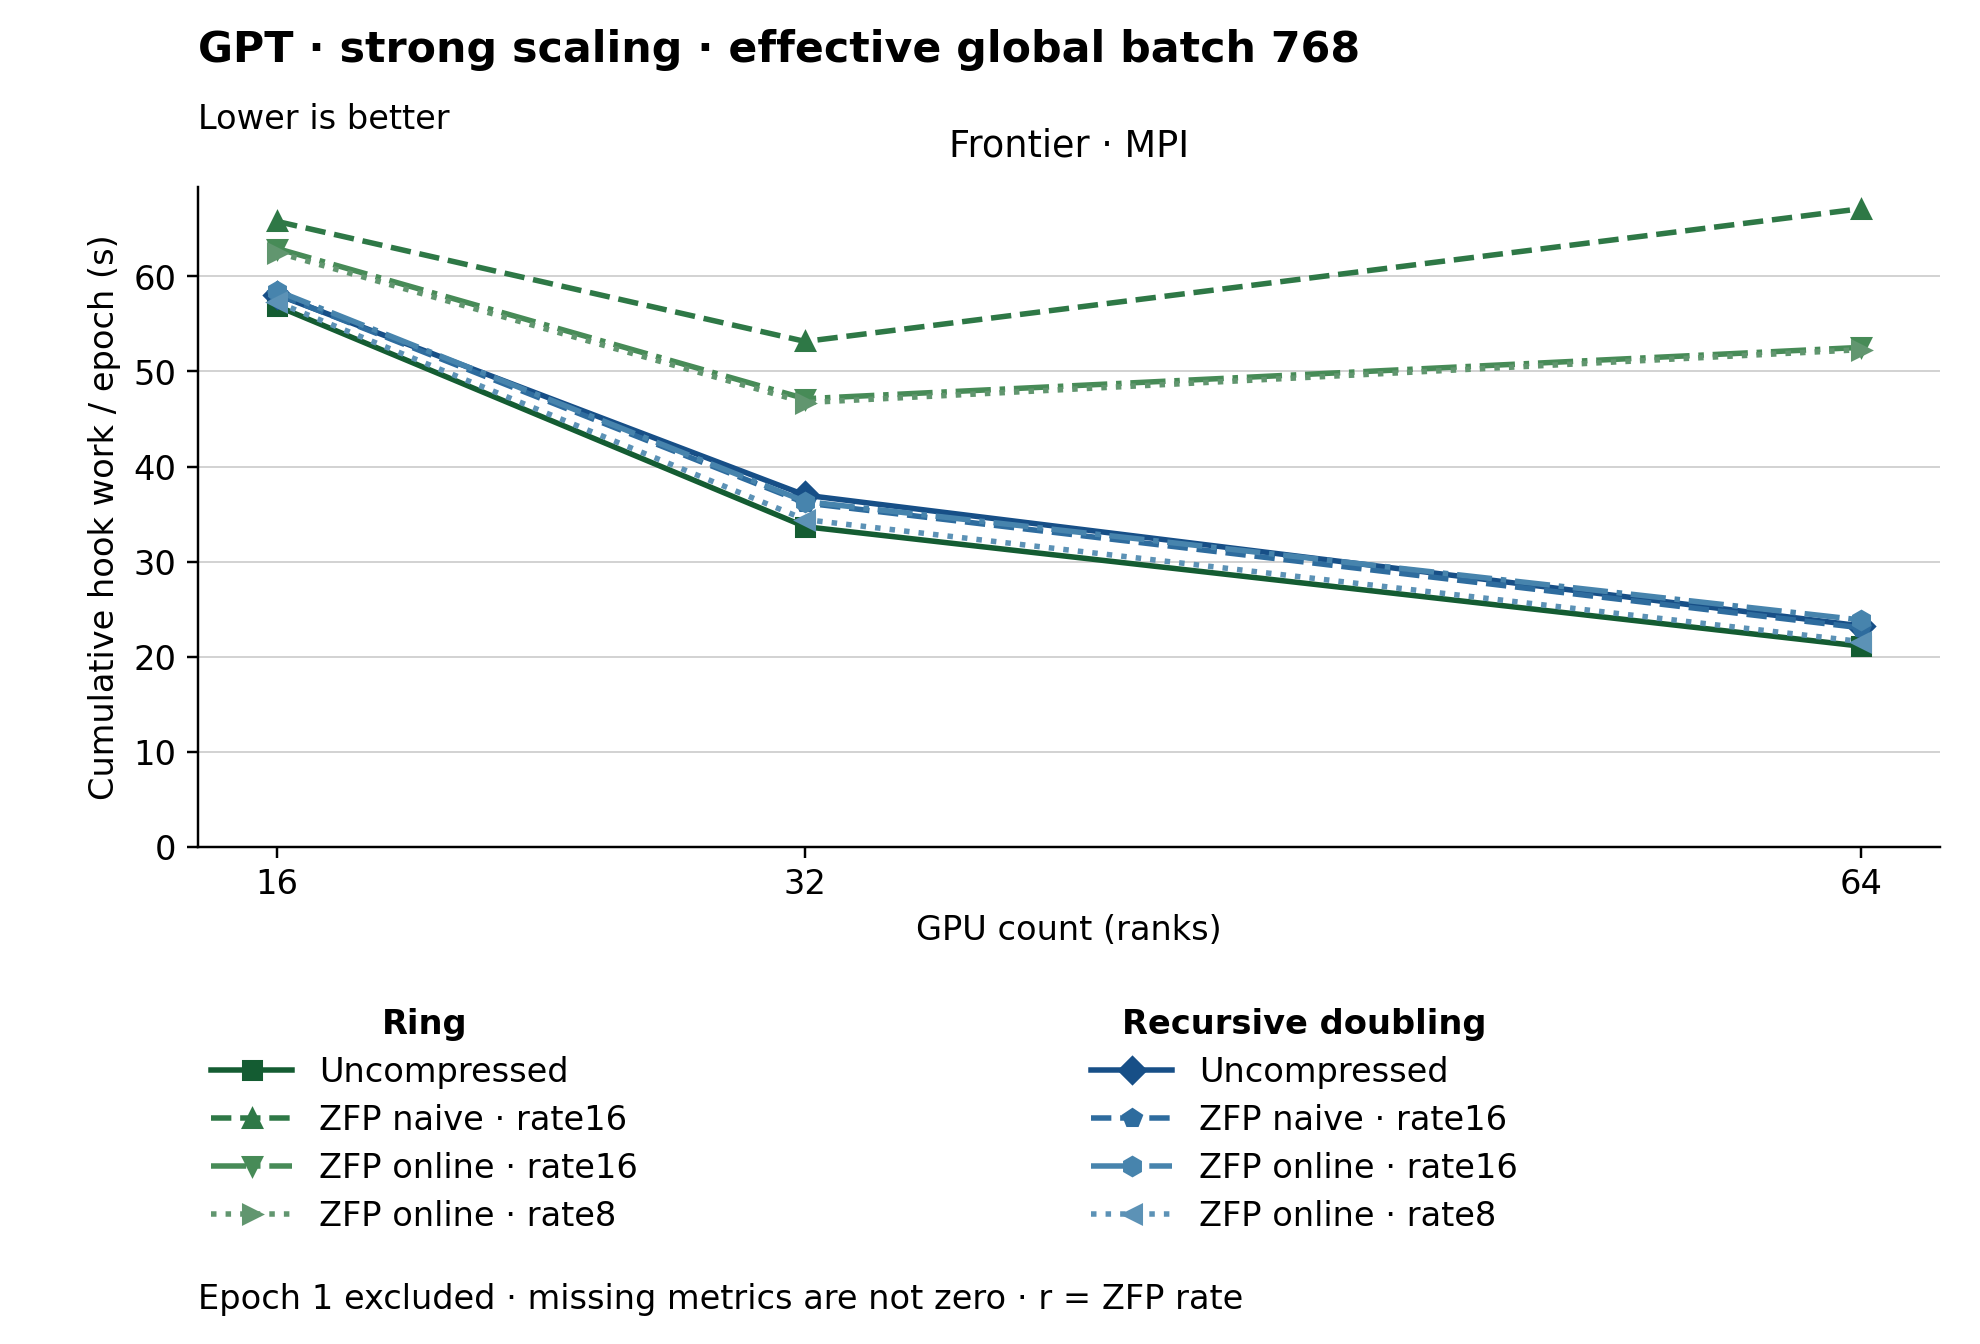 GPT · strong scaling · effective global batch 768
Lower is better
Frontier · MPI
Cumulative hook work / epoch (s)
60
50
40
30
20
10
0
16 32 64
GPU count (ranks)
Ring
Uncompressed
ZFP naive · rate16
ZFP online · rate16
ZFP online · rate8
Recursive doubling
Uncompressed
ZFP naive · rate16
ZFP online · rate16
ZFP online · rate8
Epoch 1 excluded · missing metrics are not zero · r = ZFP rate